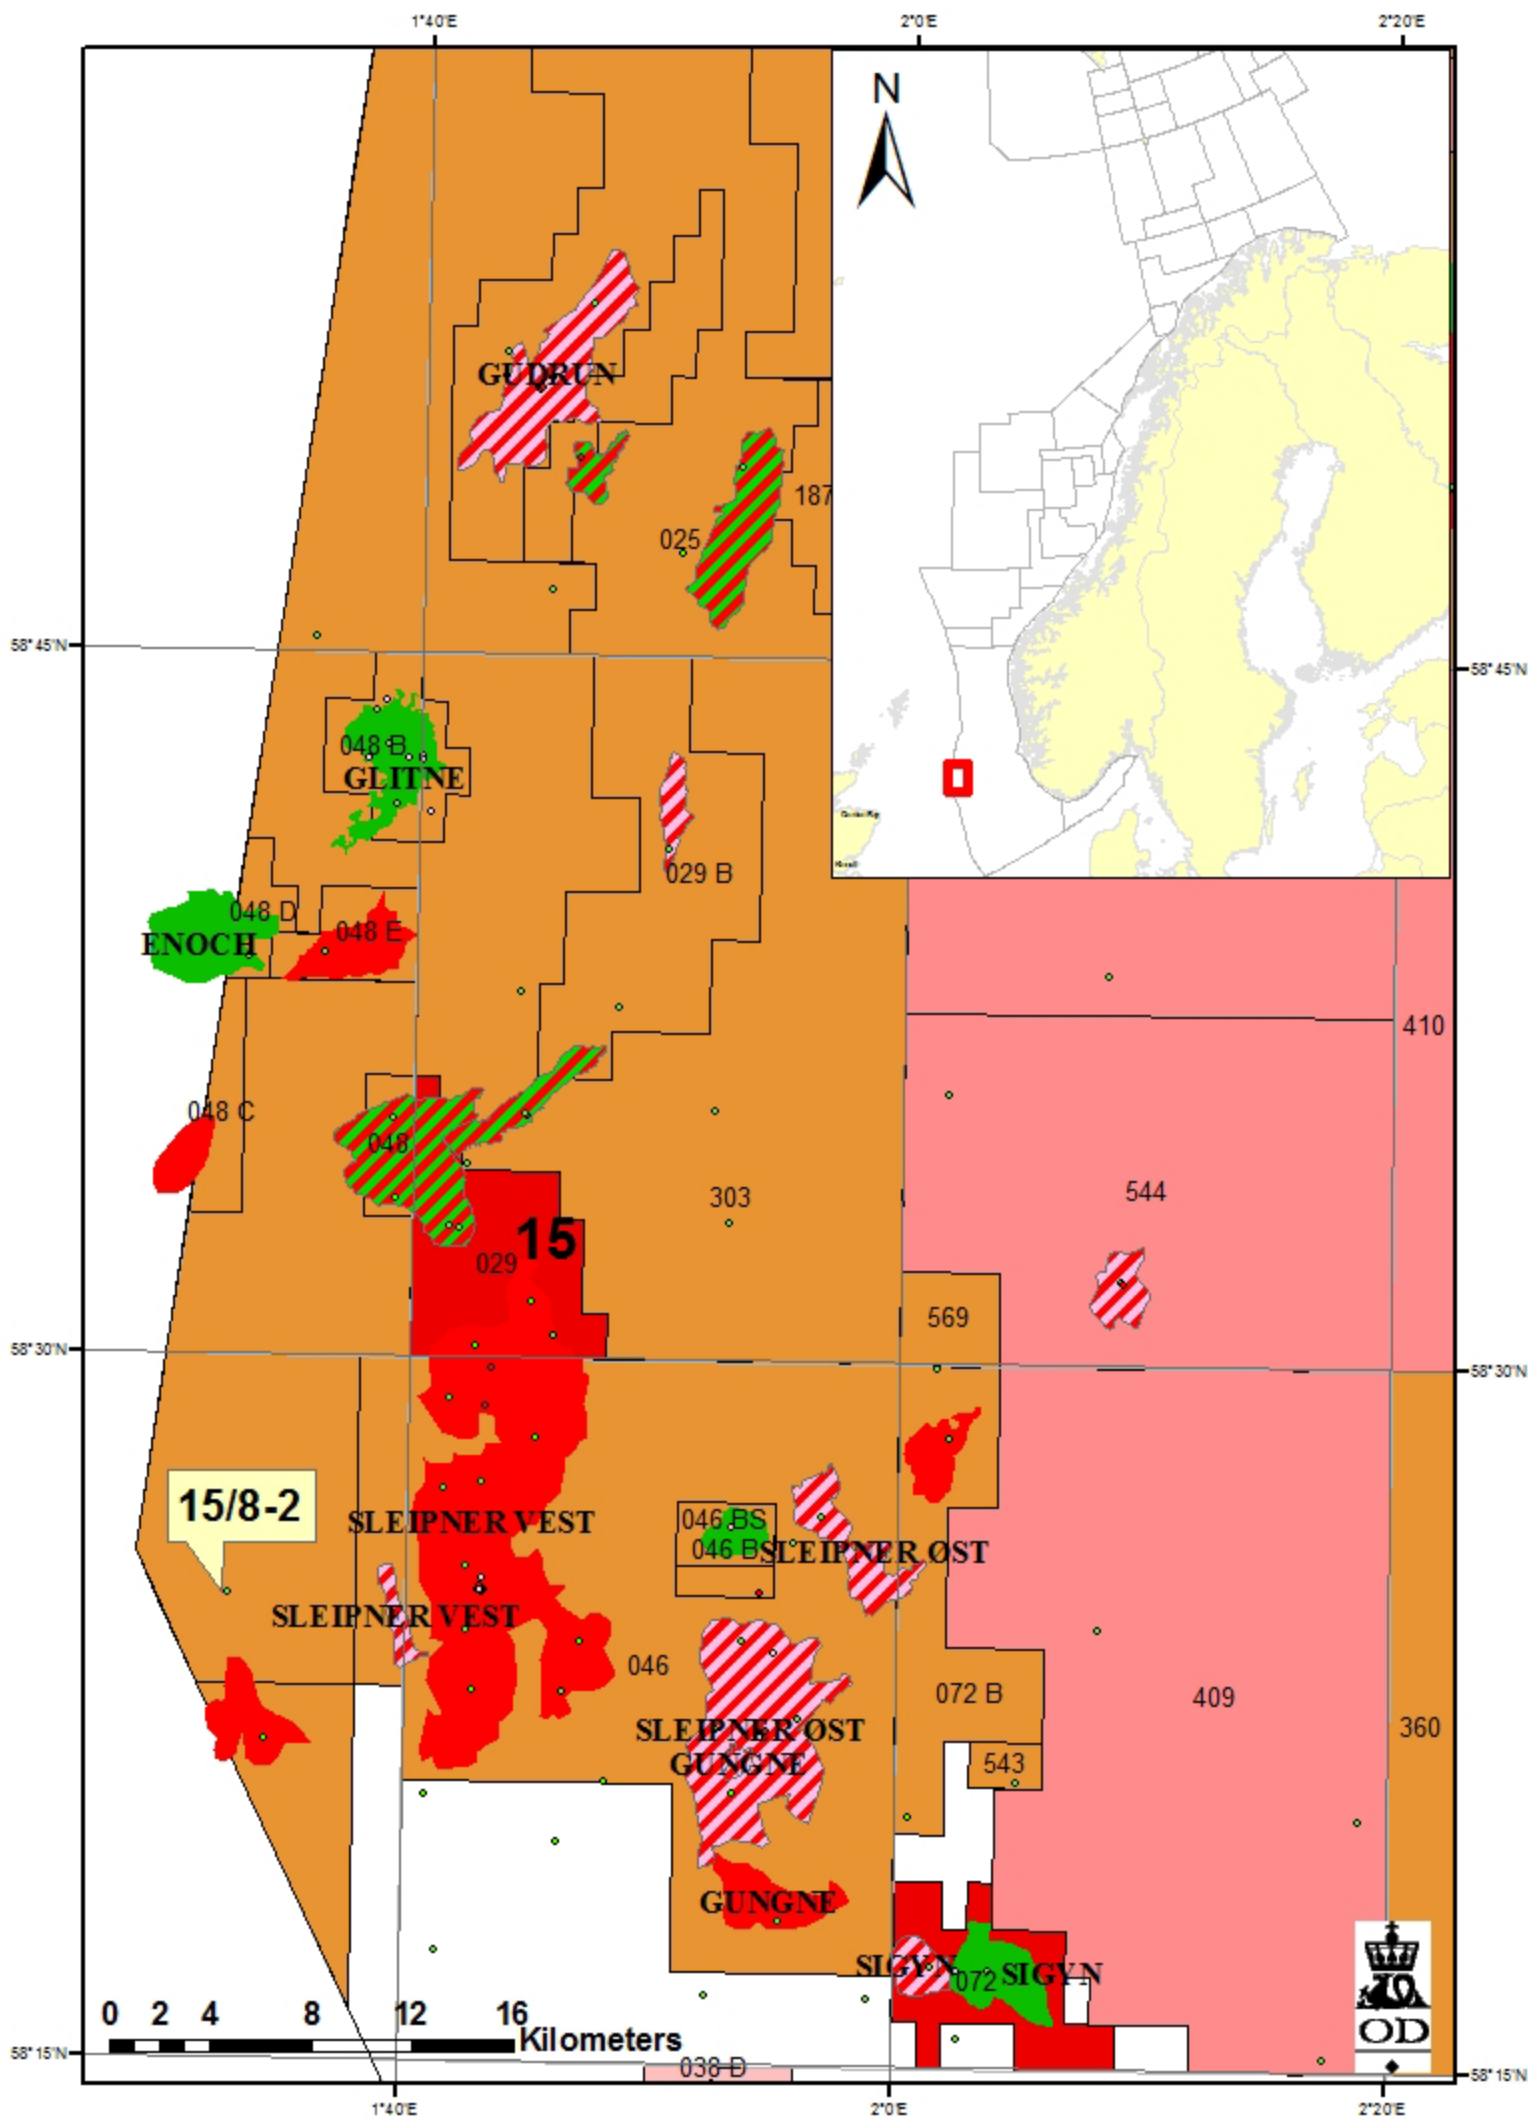 1°40'E
2°0'E
2°20'E
N
GUDRUN
187
025
58°45'N
58°45'N
048 B
GLITNE
029 B
048 D
048 E
ENOCH
410
048 C
048
303
544
15
029
569
58°30'N
58°30'N
15/8-2
SLEIPNER VEST
046 BS
046 B
SLEIPNER ØST
SLEIPNER VEST
046
072 B
409
SLEIPNER ØST
360
GUNGNE
543
GUNGNE
SIGYN
072
SIGYN
0 2 4 8 12 16
Kilometers
OD
58°15'N
038 D
58°15'N
1°40'E
2°0'E
2°20'E